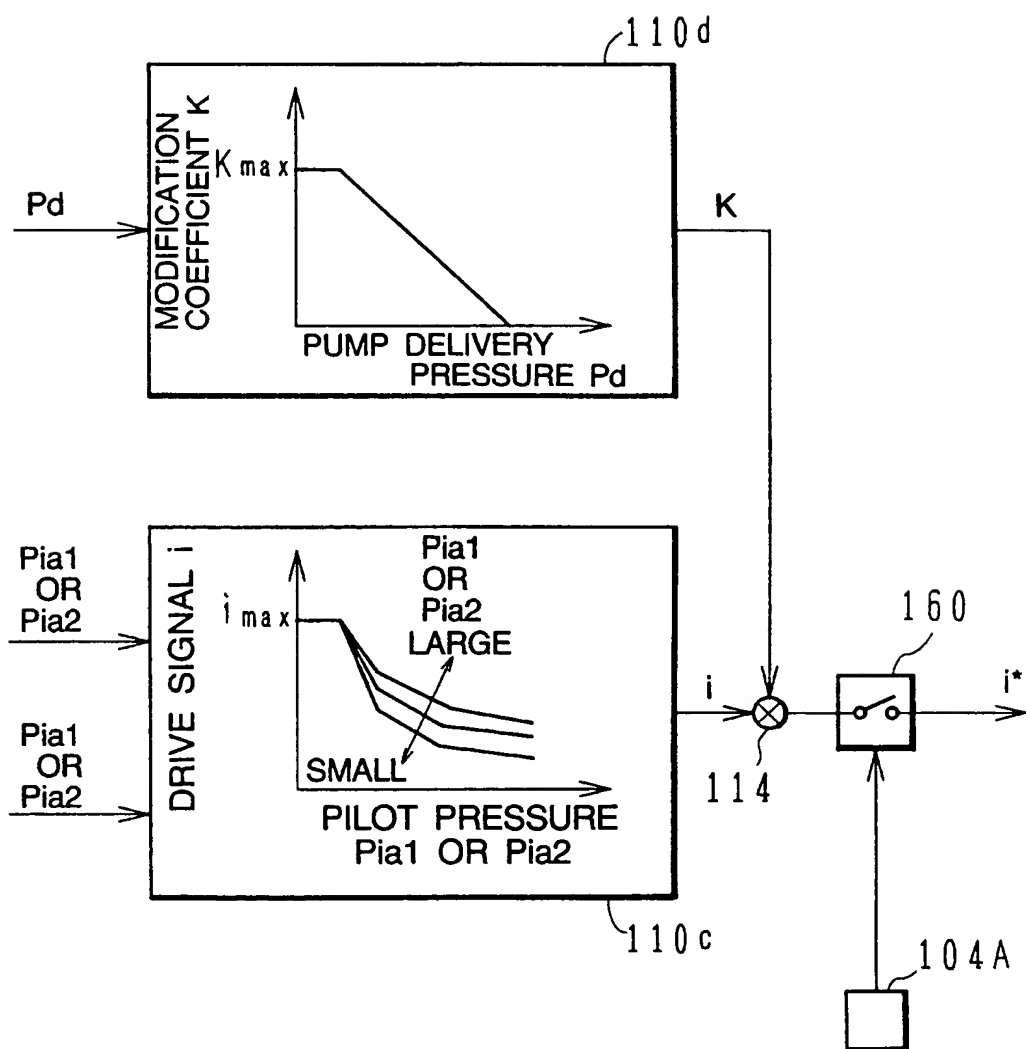 110d
MODIFICATION
COEFFICIENT K
Kmax
Pd
K
PUMP DELIVERY
PRESSURE Pd
Pia1
OR
Pia2
Pia1
OR
Pia2
DRIVE SIGNAL i
imax
Pia1
OR
Pia2
LARGE
SMALL
PILOT PRESSURE
Pia1 OR Pia2
i
114
160
i*
110c
104A